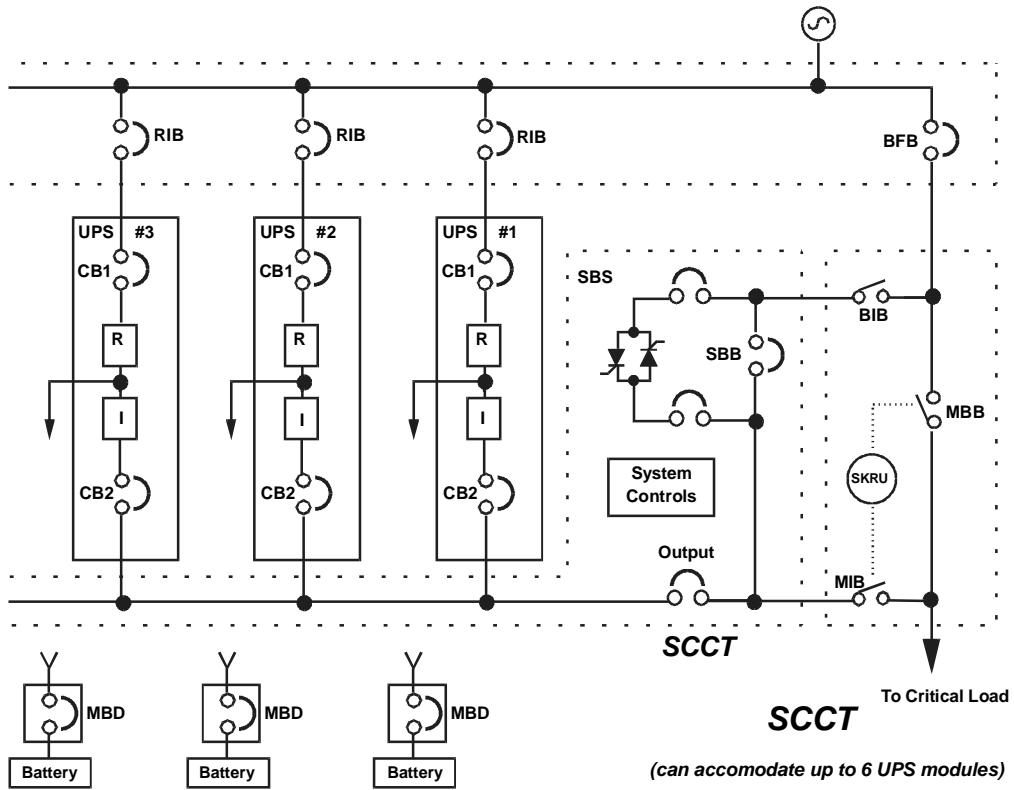 RIB
RIB
RIB
BFB
UPS #3
UPS #2
UPS #1
CB1
CB1
CB1
SBS
BIB
R
R
R
SBB
I
I
I
MBB
System
Controls
SKRU
CB2
CB2
CB2
Output
MIB
SCCT
To Critical Load
MBD
MBD
MBD
SCCT
Battery
Battery
Battery
(can accomodate up to 6 UPS modules)